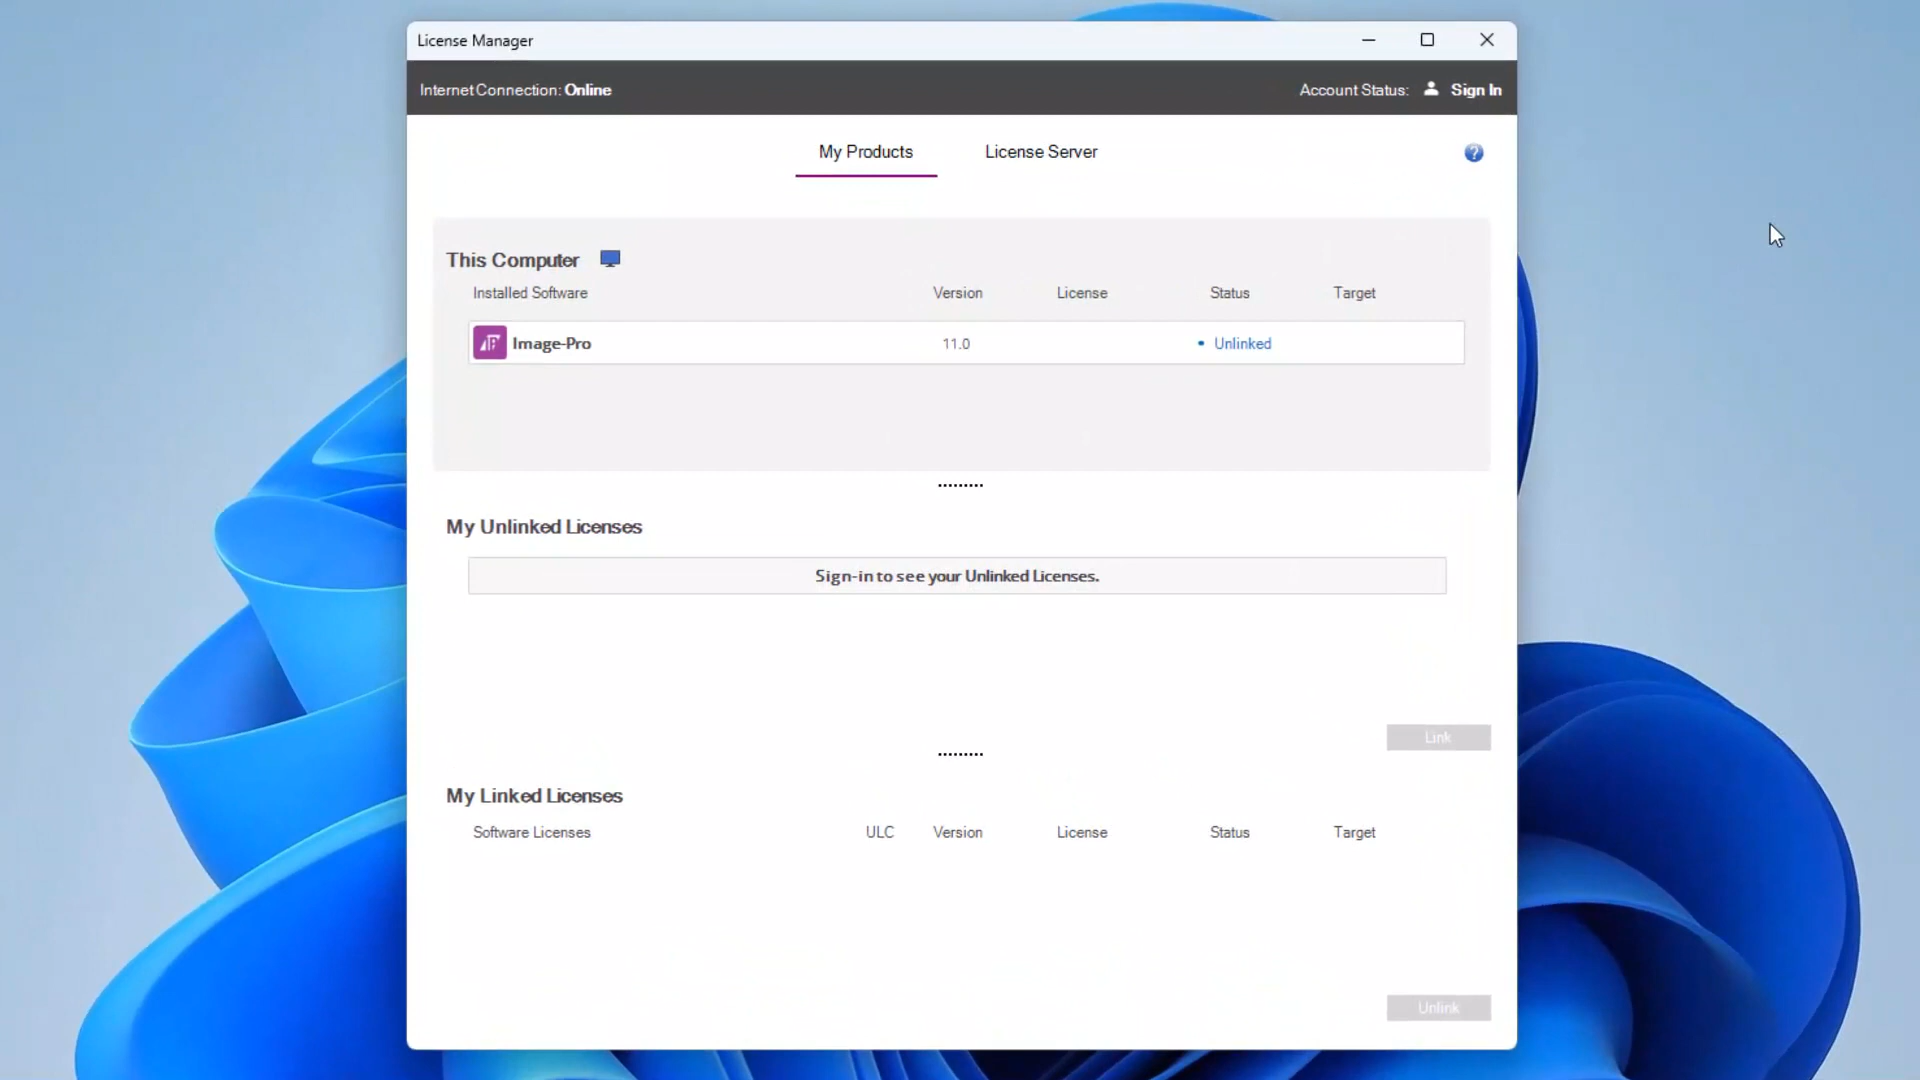 License Manager
Internet Connection: Online
Account Status: Sign In
My Products
License Server
?
This Computer
Installed Software Version License Status Target
Image-Pro 11.0 • Unlinked
My Unlinked Licenses
Sign-in to see your Unlinked Licenses.
Link
My Linked Licenses
Software Licenses ULC Version License Status Target
Unlink